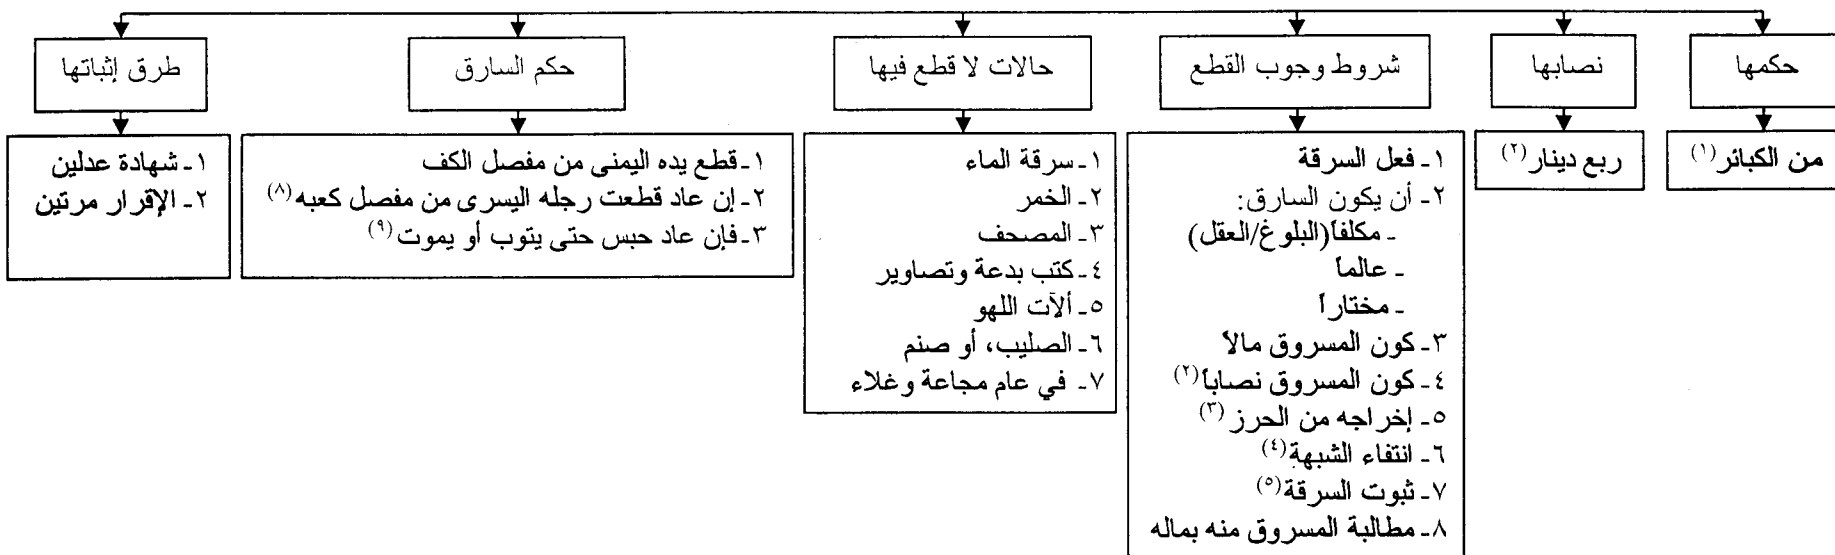 حكمها
من الكبائر(١)
نصابها
ربع دينار(٢)
شروط وجوب القطع
١- فعل السرقة
٢- أن يكون السارق:
- مكلفاً(البلوغ/العقل)
- عالماً
- مختاراً
٣- كون المسروق مالاً
٤- كون المسروق نصاباً(٢)
٥- إخراجه من الحرز(٣)
٦- انتفاء الشبهة(٤)
٧- ثبوت السرقة(٥)
٨- مطالبة المسروق منه بماله
حالات لا قطع فيها
١- سرقة الماء
٢- الخمر
٣- المصحف
٤- كتب بدعة وتصاوير
٥- ألآت اللهو
٦- الصليب، أو صنم
٧- في عام مجاعة وغلاء
حكم السارق
١- قطع يده اليمنى من مفصل الكف
٢- إن عاد قطعت رجله اليسرى من مفصل كعبه(٨)
٣- فإن عاد حبس حتى يتوب أو يموت(٩)
طرق إثباتها
١- شهادة عدلين
٢- الإقرار مرتين